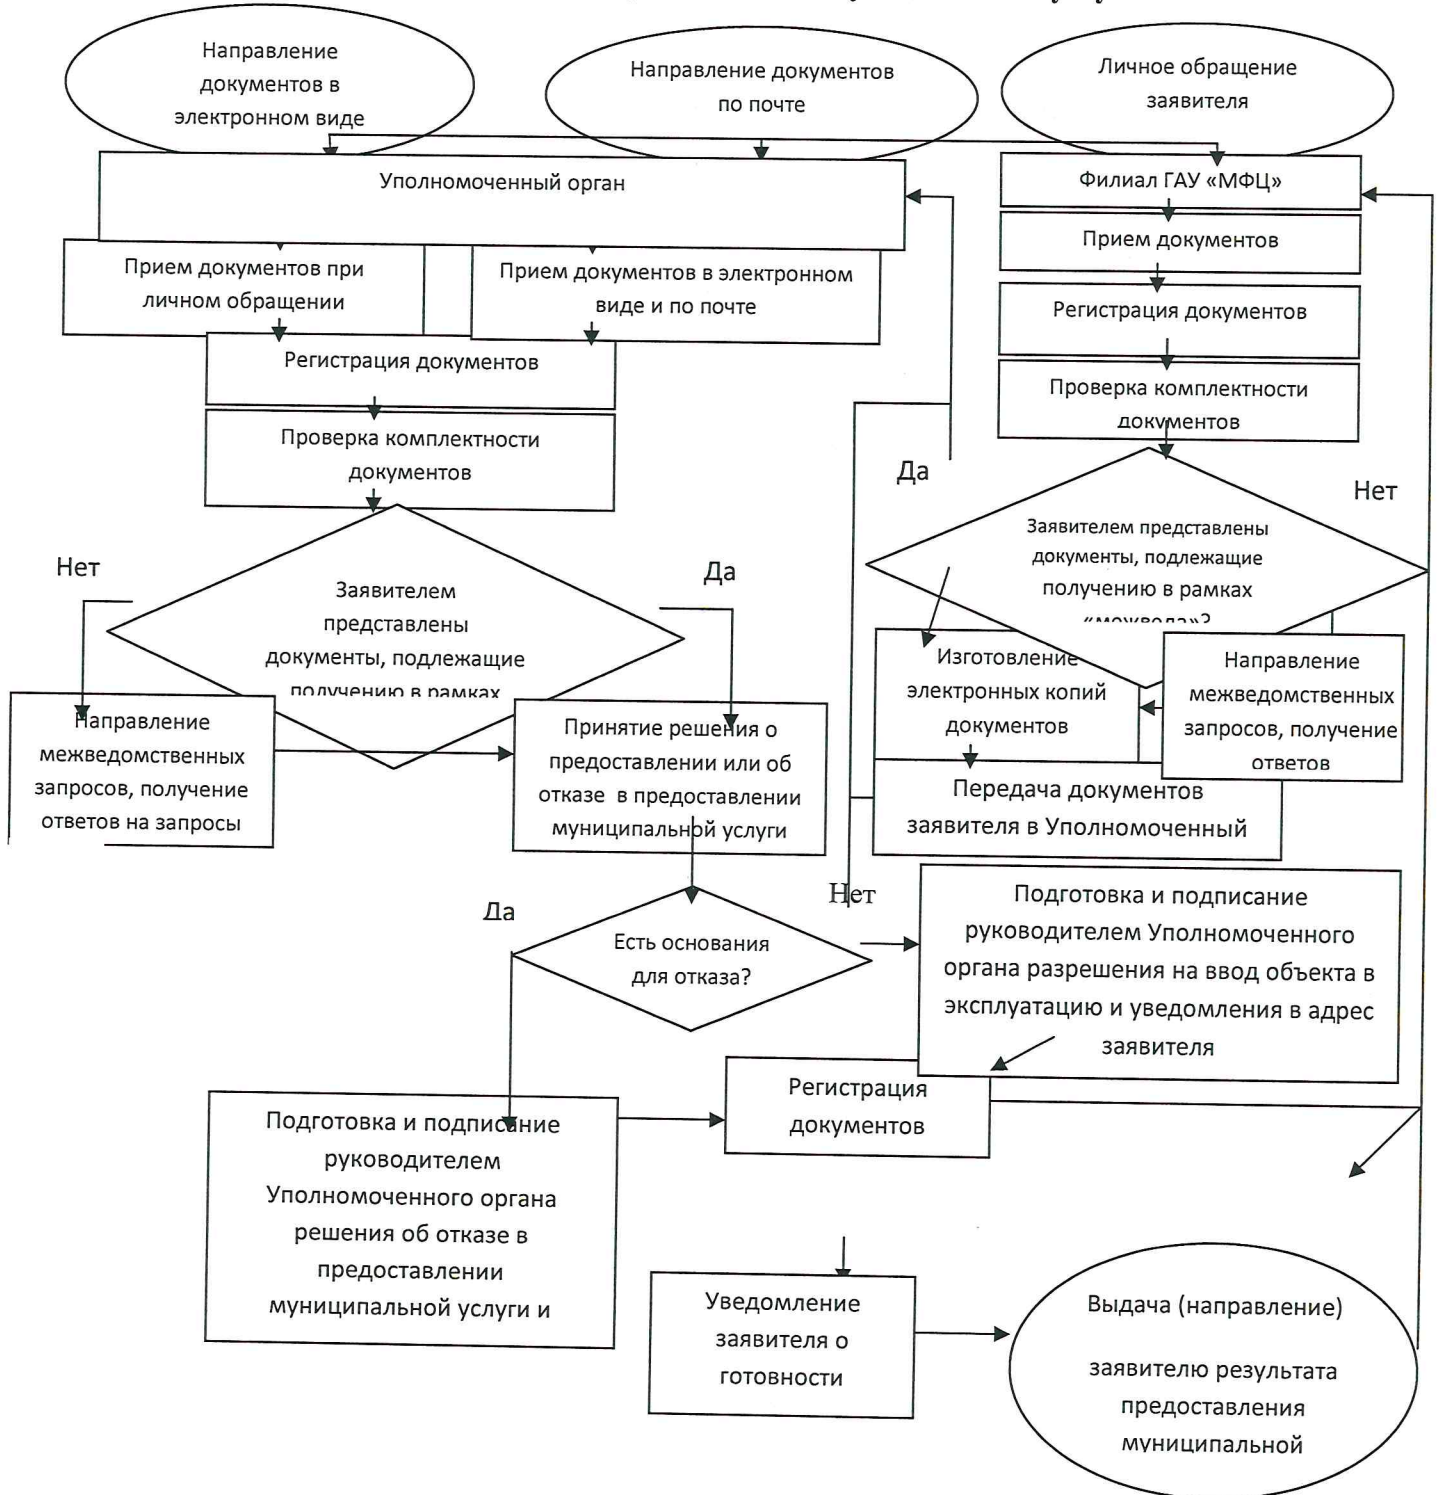 Направление
документов в
электронном виде
Направление документов
по почте
Личное обращение
заявителя
Уполномоченный орган
Филиал ГАУ «МФЦ»
Прием документов при
личном обращении
Прием документов в электронном
виде и по почте
Прием документов
Регистрация документов
Регистрация документов
Проверка комплектности
документов
Проверка комплектности
документов
Да
Нет
Заявителем представлены
документы, подлежащие
получению в рамках
«межведа»?
Нет
Да
Заявителем
представлены
документы, подлежащие
получению в рамках
Изготовление
электронных копий
документов
Направление
межведомственных
запросов, получение
ответов
Направление
межведомственных
запросов, получение
ответов на запросы
Принятие решения о
предоставлении или об
отказе в предоставлении
муниципальной услуги
Передача документов
заявителя в Уполномоченный
Да
Нет
Есть основания
для отказа?
Подготовка и подписание
руководителем Уполномоченного
органа разрешения на ввод объекта в
эксплуатацию и уведомления в адрес
заявителя
Регистрация
документов
Подготовка и подписание
руководителем
Уполномоченного органа
решения об отказе в
предоставлении
муниципальной услуги и
Уведомление
заявителя о
готовности
Выдача (направление)
заявителю результата
предоставления
муниципальной